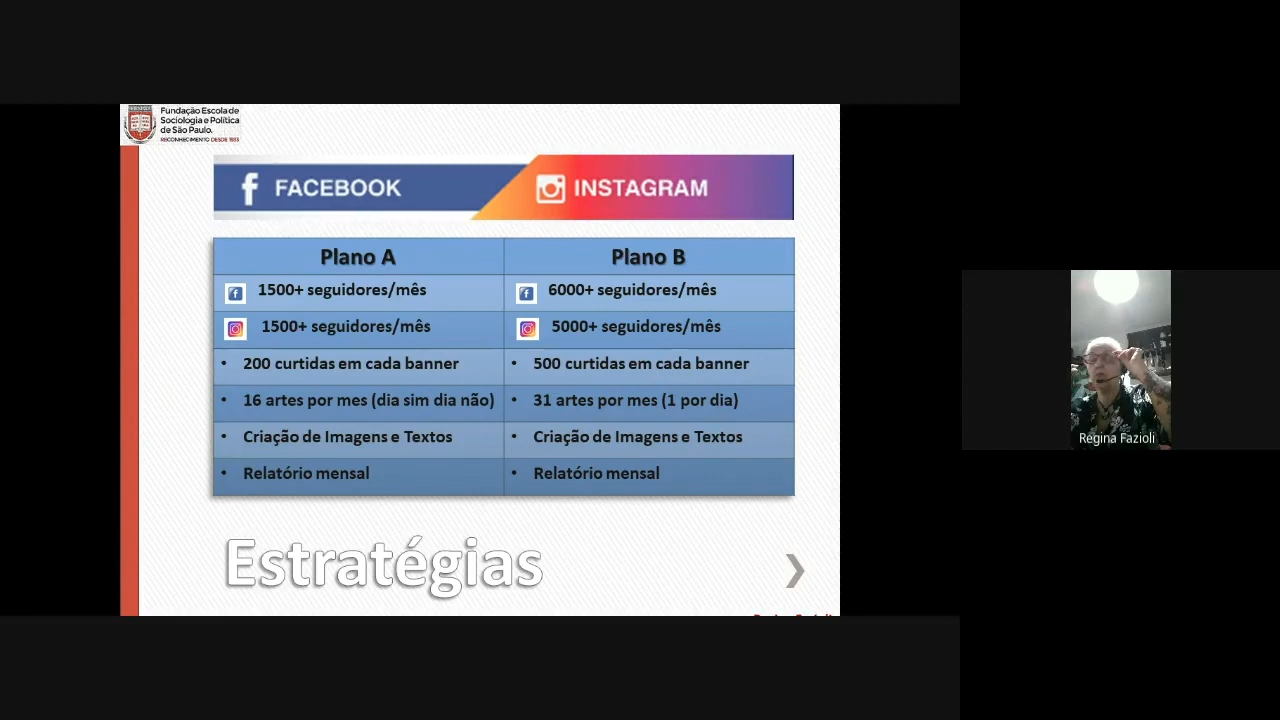 Fundação Escola de
Sociologia e Política
de São Paulo.
RECONHECIMENTO DESDE 1933
FACEBOOK
INSTAGRAM
Plano A
Plano B
1500+ seguidores/mês
6000+ seguidores/mês
1500+ seguidores/mês
5000+ seguidores/mês
• 200 curtidas em cada banner
• 500 curtidas em cada banner
• 16 artes por mes (dia sim dia não)
• 31 artes por mes (1 por dia)
• Criação de Imagens e Textos
• Criação de Imagens e Textos
• Relatório mensal
• Relatório mensal
Estratégias
Regina Fazioli